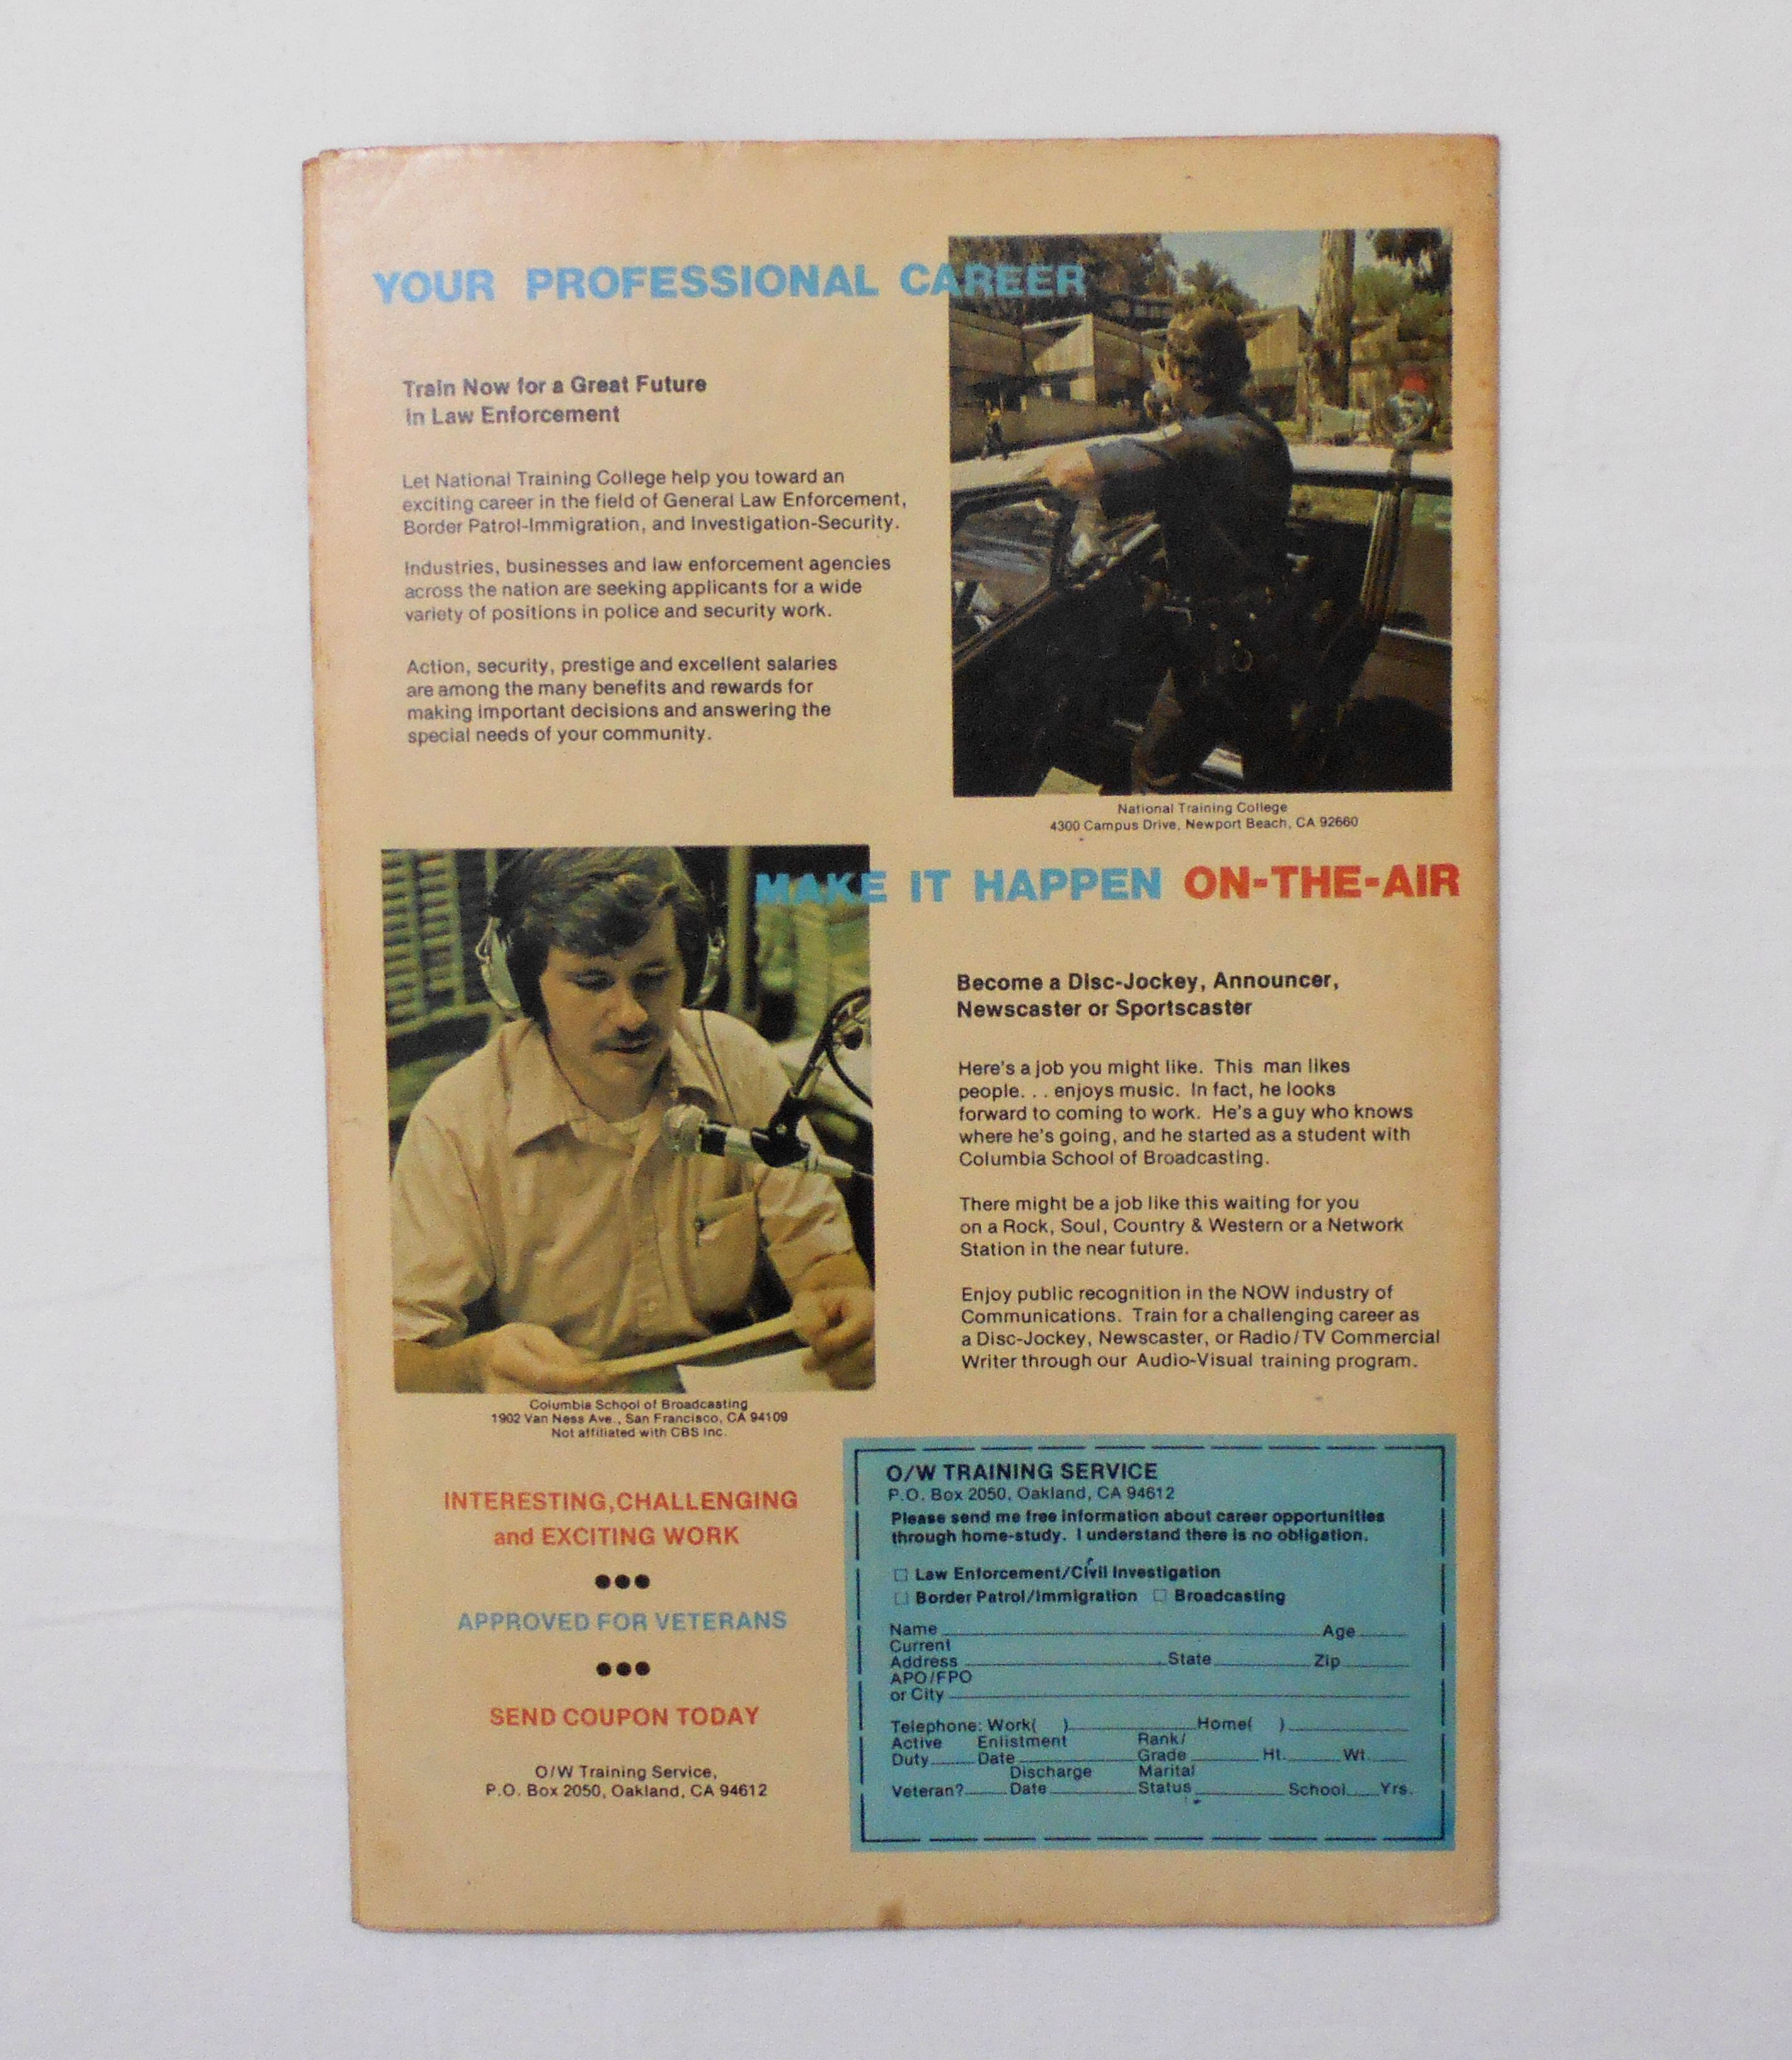 YOUR PROFESSIONAL CAREER
Train Now for a Great Future
in Law Enforcement
Let National Training College help you toward an
exciting career in the field of General Law Enforcement,
Border Patrol-Immigration, and Investigation-Security.
Industries, businesses and law enforcement agencies
across the nation are seeking applicants for a wide
variety of positions in police and security work.
Action, security, prestige and excellent salaries
are among the many benefits and rewards for
making important decisions and answering the
special needs of your community.
National Training College
4300 Campus Drive, Newport Beach, CA 92660
MAKE IT HAPPEN ON-THE-AIR
Become a Disc-Jockey, Announcer,
Newscaster or Sportscaster
Here's a job you might like. This man likes
people. . . enjoys music. In fact, he looks
forward to coming to work. He's a guy who knows
where he's going, and he started as a student with
Columbia School of Broadcasting.
There might be a job like this waiting for you
on a Rock, Soul, Country & Western or a Network
Station in the near future.
Enjoy public recognition in the NOW industry of
Communications. Train for a challenging career as
a Disc-Jockey, Newscaster, or Radio/TV Commercial
Writer through our Audio-Visual training program.
Columbia School of Broadcasting
1902 Van Ness Ave., San Francisco, CA 94109
Not affiliated with CBS Inc.
INTERESTING, CHALLENGING
and EXCITING WORK
●●●
APPROVED FOR VETERANS
●●●
SEND COUPON TODAY
O/W Training Service,
P.O. Box 2050, Oakland, CA 94612
O/W TRAINING SERVICE
P.O. Box 2050, Oakland, CA 94612
Please send me free information about career opportunities
through home-study. I understand there is no obligation.
□ Law Enforcement/Civil Investigation
□ Border Patrol/Immigration □ Broadcasting
Name Age
Current
Address State Zip
APO/FPO
or City
Telephone: Work( ) Home( )
Active Enlistment Rank/
Duty Date Grade Ht. Wt.
Discharge Marital
Veteran? Date Status School Yrs.